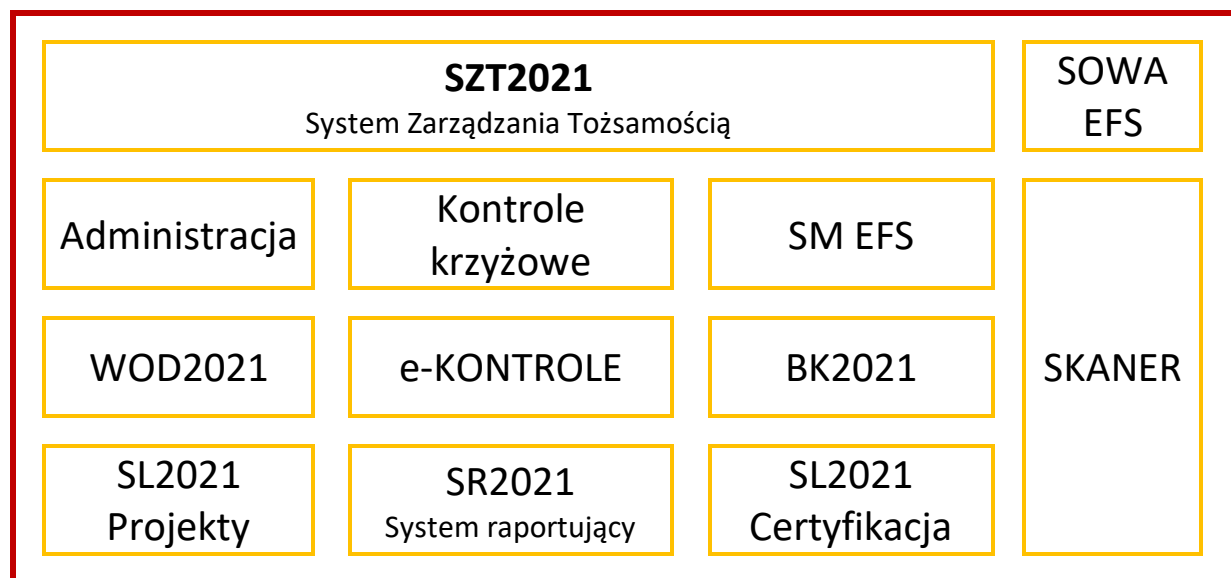 SZT2021
System Zarządzania Tożsamością
SOWA
EFS
Administracja
Kontrole
krzyżowe
SM EFS
WOD2021
e-KONTROLE
BK2021
SKANER
SL2021
Projekty
SR2021
System raportujący
SL2021
Certyfikacja